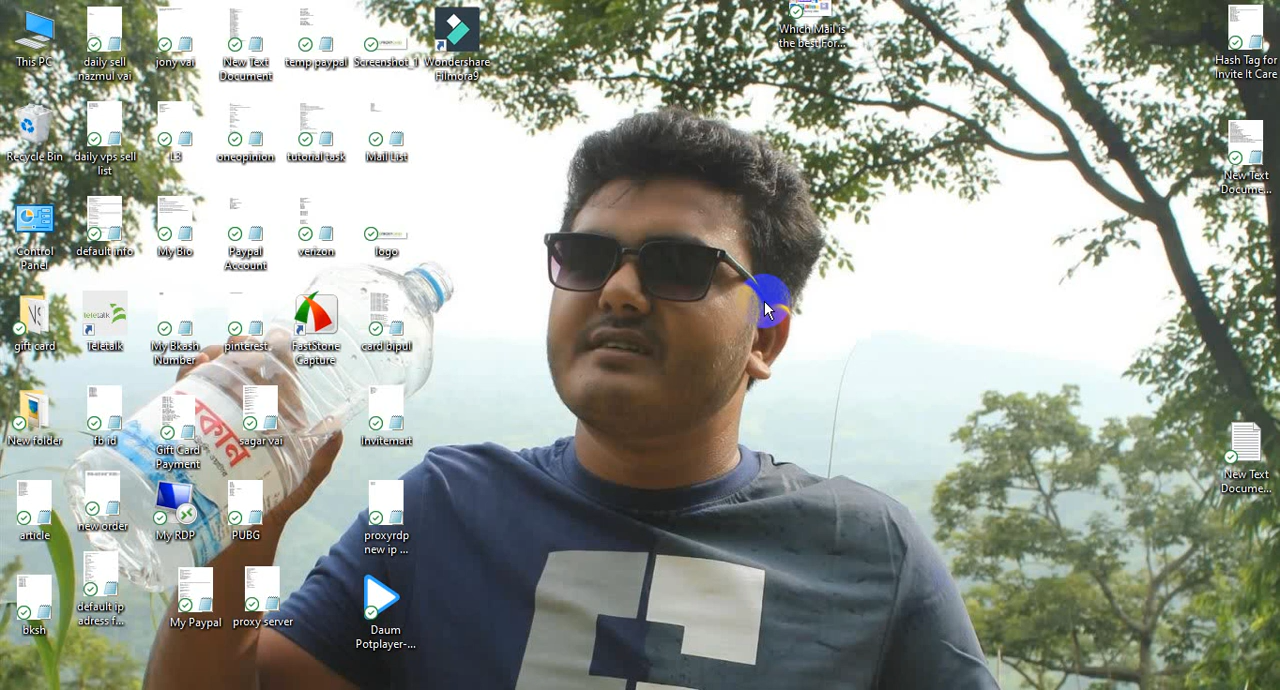 This PC
daily sell
nazmul vai
jony vai
New Text
Document
temp paypal
Screenshot_1
Wondershare
Filmora9
Which Mail is
the best For...
Hash Tag for
Invite It Care
Recycle Bin
daily vps sell
list
L3
oneopinion
tutorial task
Mail List
New Text
Docume...
Control
Panel
default info
My Bio
Paypal
Account
verizon
logo
gift card
teletalk
Teletalk
My Bkash
Number
pinterest
FastStone
Capture
card bipul
New folder
fb id
Gift Card
Payment
sagar vai
Invitemart
New Text
Docume...
article
new order
My RDP
PUBG
proxyrdp
new ip ...
bksh
default ip
adress f...
My Paypal
proxy server
Daum
Potplayer-...